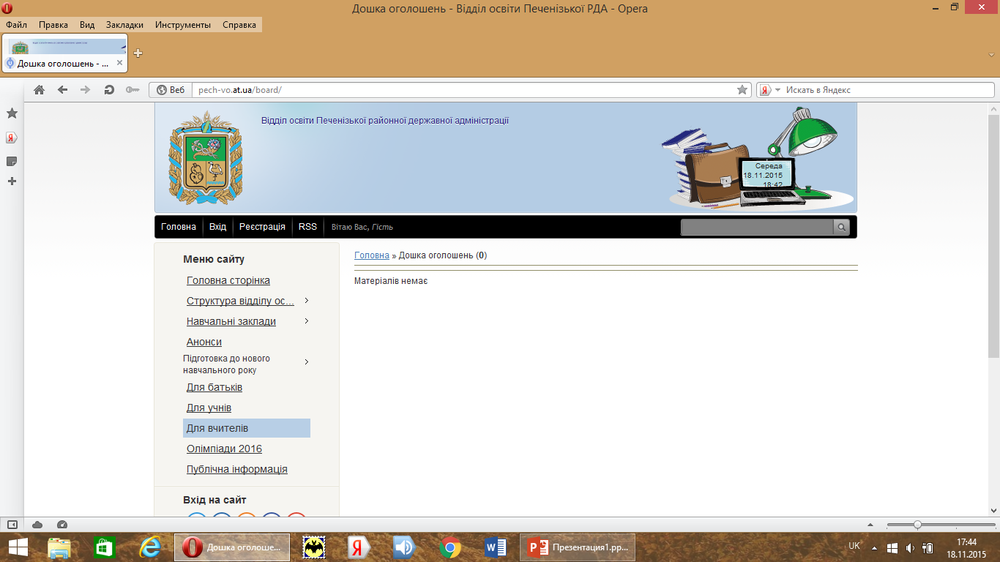 Дошка оголошень - Відділ освіти Печенізької РДА - Opera
Файл Правка Вид Закладки Инструменты Справка
Дошка оголошень - ...
Веб pech-vo.at.ua/board/ Искать в Яндекс
Відділ освіти Печенізької районної державної адміністрації
Середа
18.11.2015
18:42
Головна Вхід Реєстрація RSS Вітаю Вас, Гість
Меню сайту
Головна сторінка
Структура відділу ос...
Навчальні заклади
Анонси
Підготовка до нового
навчального року
Для батьків
Для учнів
Для вчителів
Олімпіади 2016
Публічна інформація
Вхід на сайт
Головна » Дошка оголошень (0)
Матеріалів немає
Дошка оголоше...
Презентация1.pp...
UK
17:44
18.11.2015